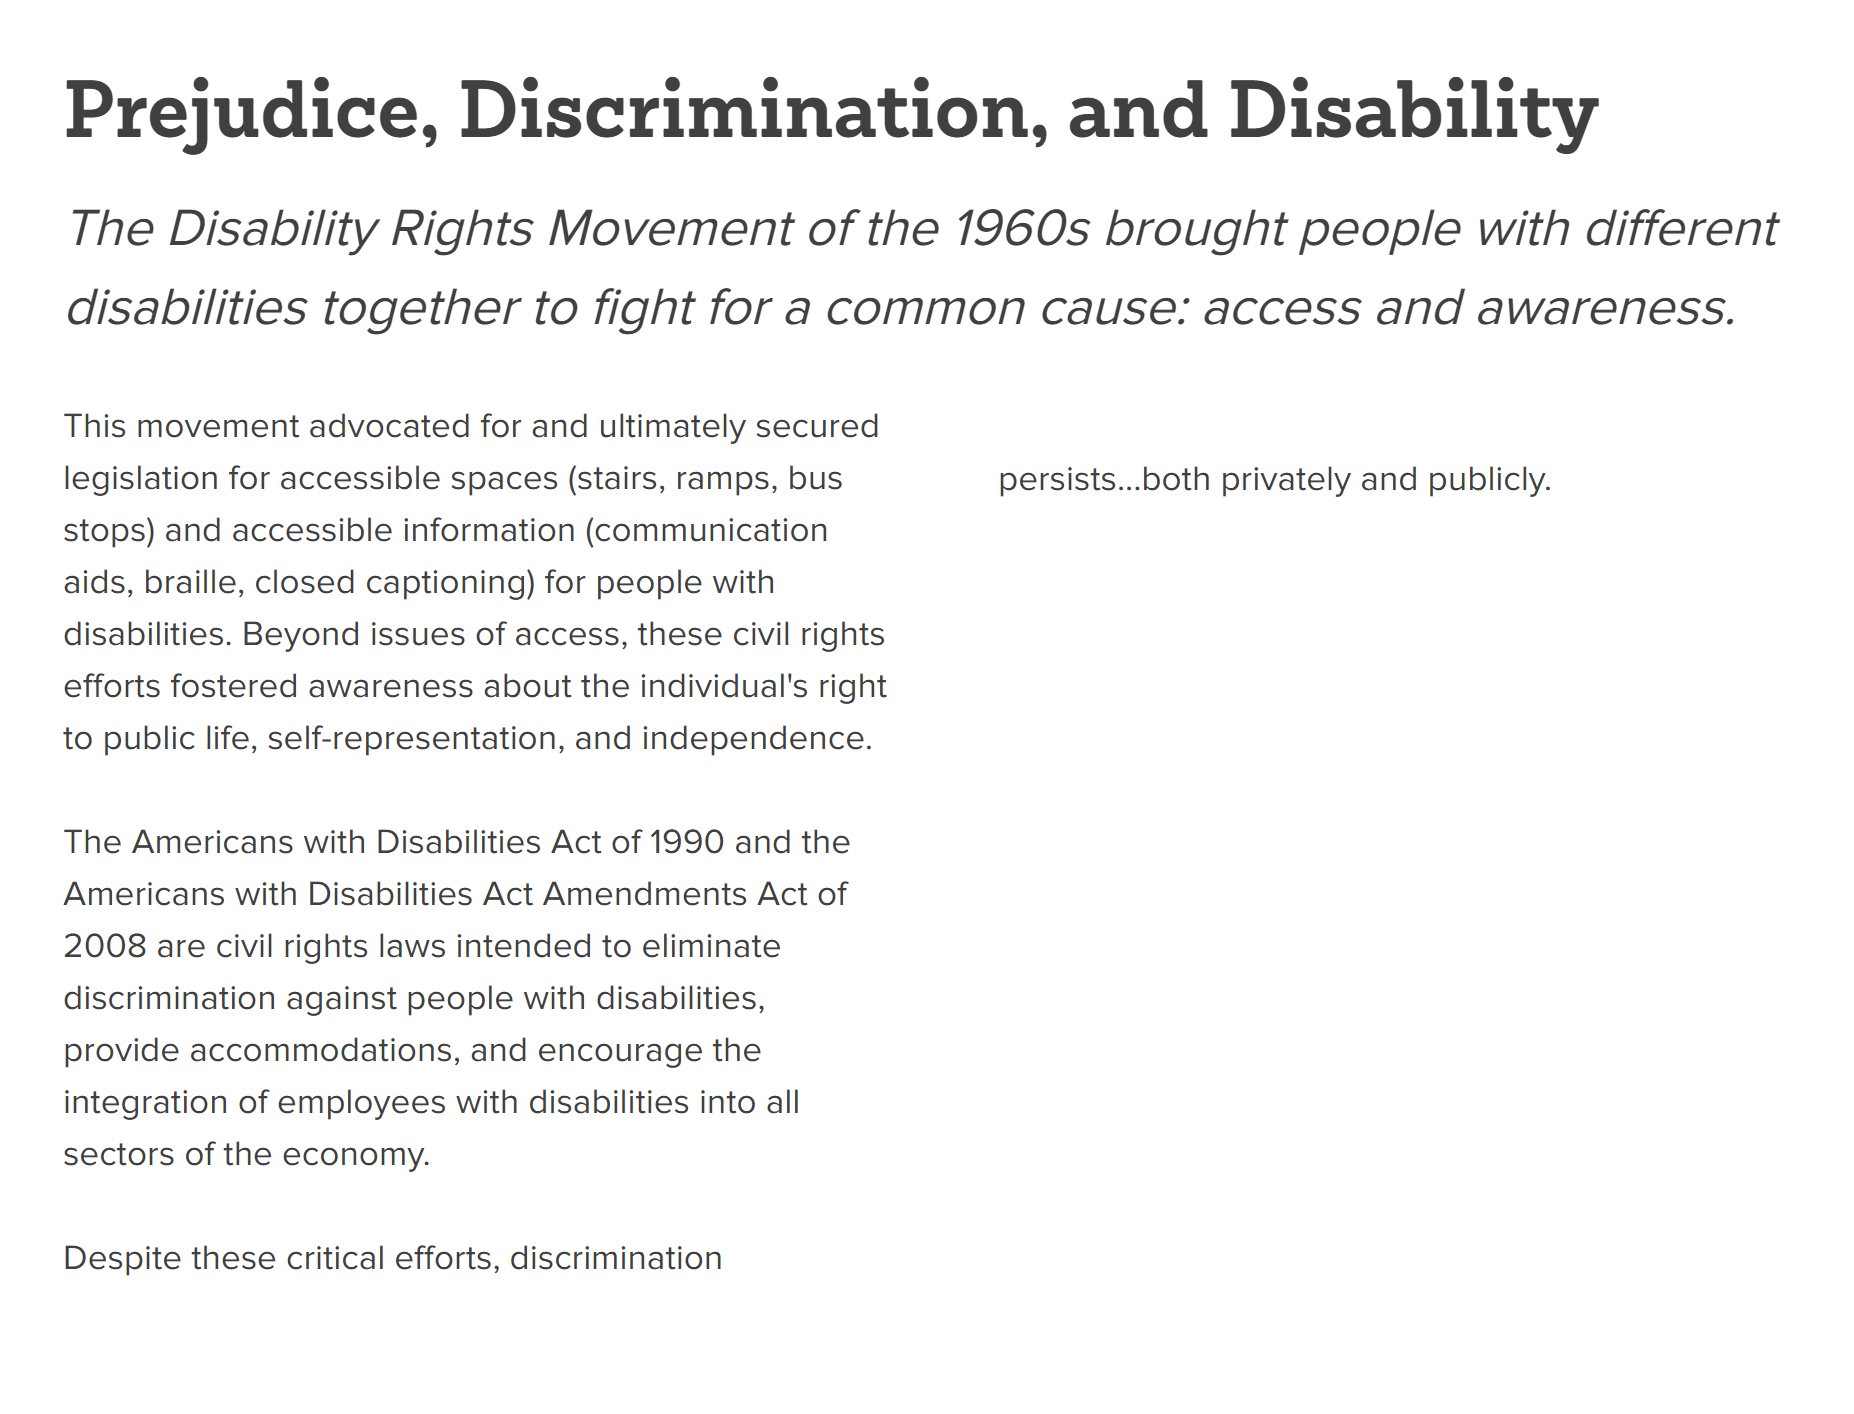 Prejudice, Discrimination, and Disability
The Disability Rights Movement of the 1960s brought people with different
disabilities together to fight for a common cause: access and awareness.
This movement advocated for and ultimately secured
legislation for accessible spaces (stairs, ramps, bus
stops) and accessible information (communication
aids, braille, closed captioning) for people with
disabilities. Beyond issues of access, these civil rights
efforts fostered awareness about the individual's right
to public life, self-representation, and independence.
The Americans with Disabilities Act of 1990 and the
Americans with Disabilities Act Amendments Act of
2008 are civil rights laws intended to eliminate
discrimination against people with disabilities,
provide accommodations, and encourage the
integration of employees with disabilities into all
sectors of the economy.
Despite these critical efforts, discrimination
persists...both privately and publicly.